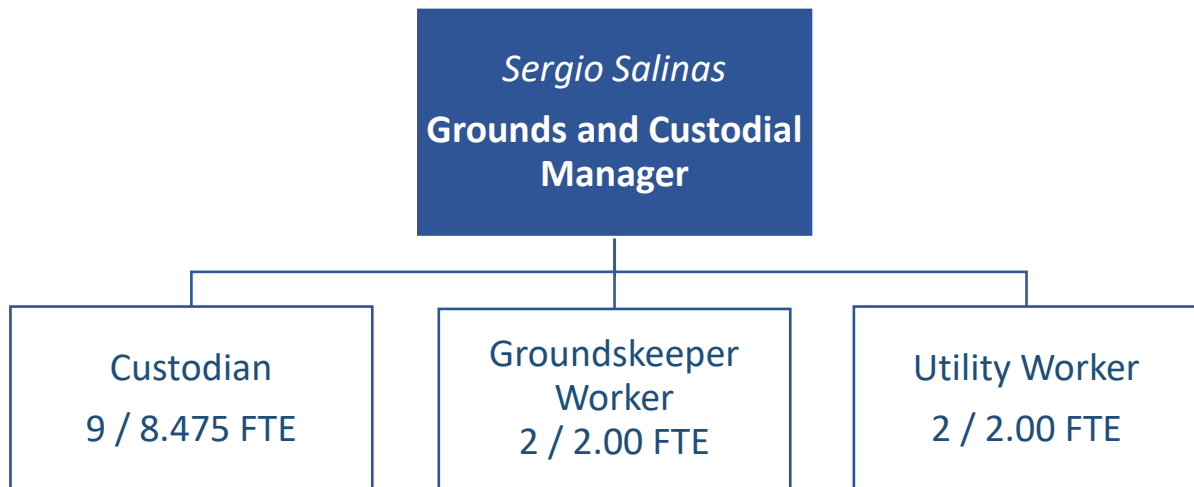 Sergio Salinas
Grounds and Custodial
Manager
Custodian
9 / 8.475 FTE
Groundskeeper
Worker
2 / 2.00 FTE
Utility Worker
2 / 2.00 FTE